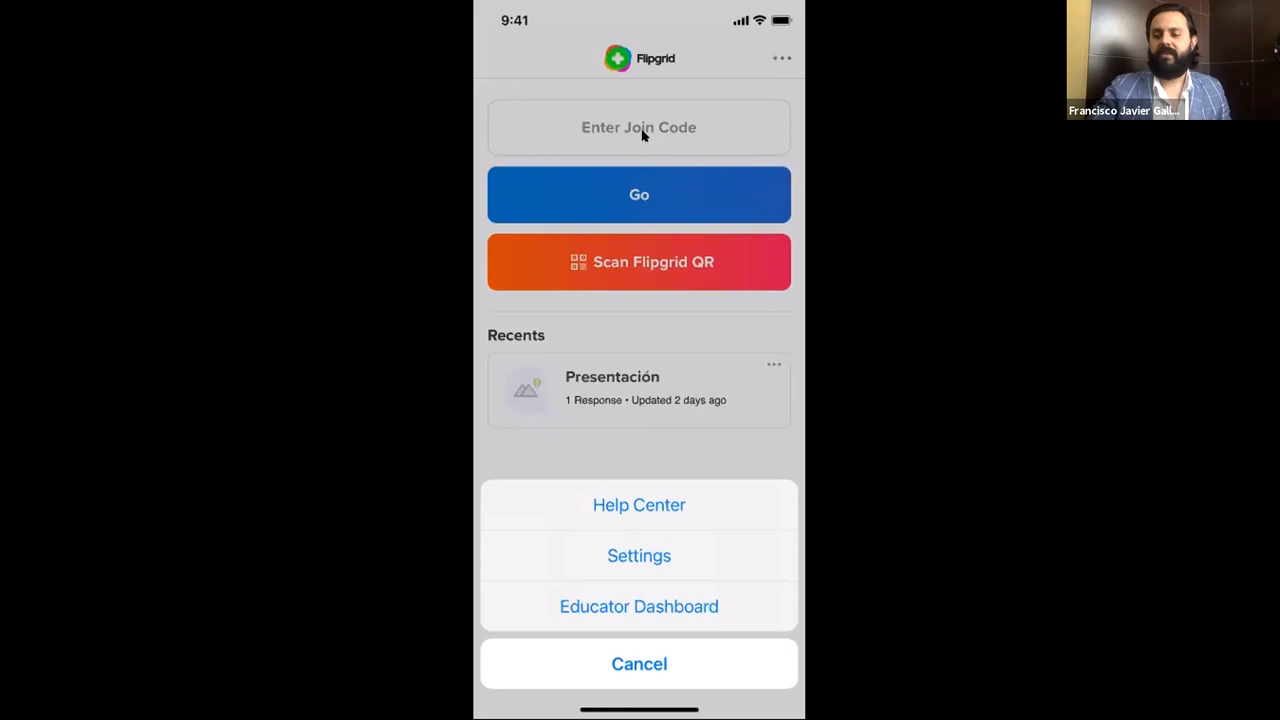 9:41
Flipgrid
Enter Join Code
Go
Scan Flipgrid QR
Recents
Presentación
1 Response • Updated 2 days ago
Help Center
Settings
Educator Dashboard
Cancel
Francisco Javier Gall...